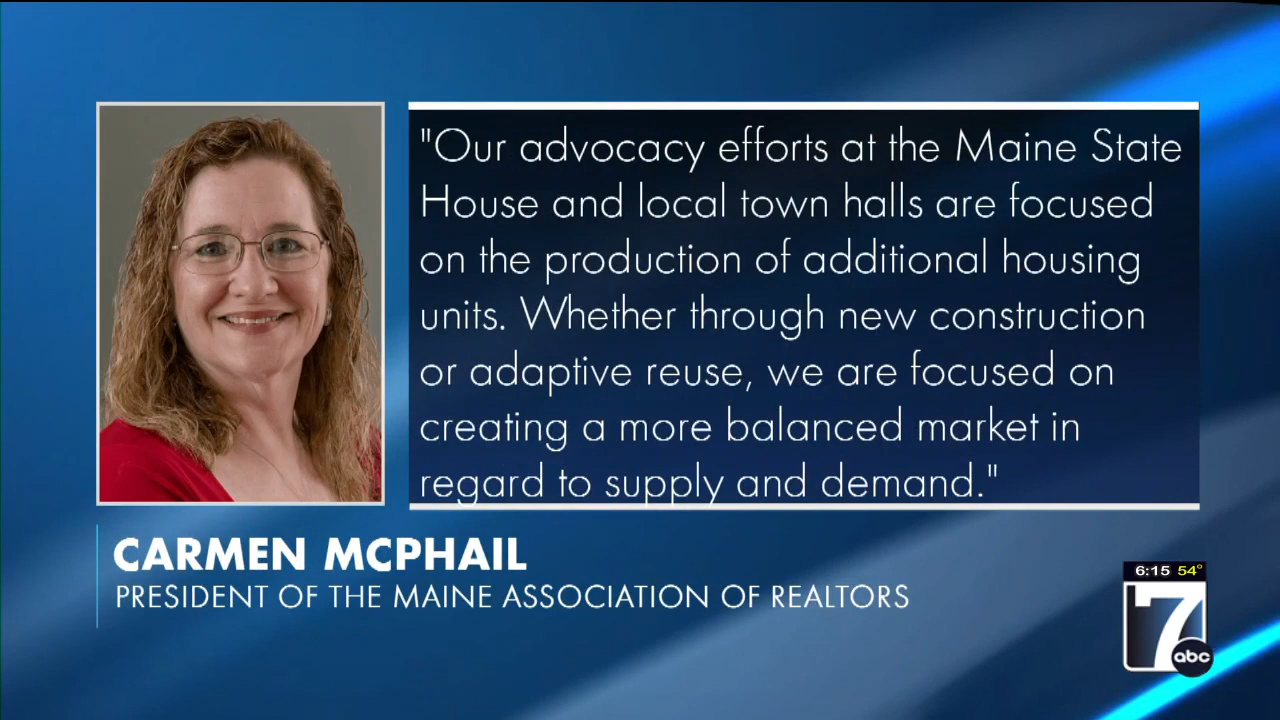 "Our advocacy efforts at the Maine State
House and local town halls are focused
on the production of additional housing
units. Whether through new construction
or adaptive reuse, we are focused on
creating a more balanced market in
regard to supply and demand."
CARMEN MCPHAIL
PRESIDENT OF THE MAINE ASSOCIATION OF REALTORS
6:15 54°
7
abc